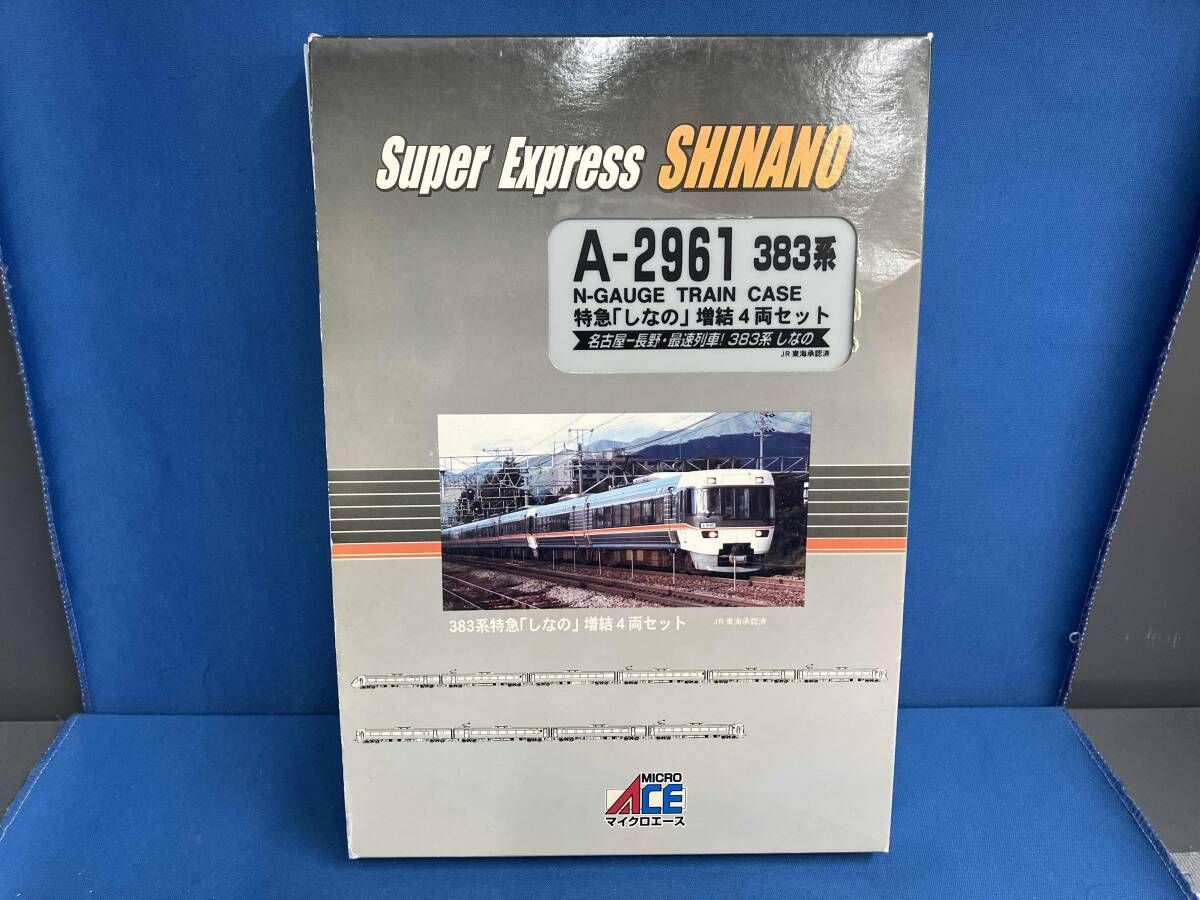 Super Express SHINANO
A-2961 383系
N-GAUGE TRAIN CASE
特急「しなの」増結4両セット
名古屋ー長野・最速列車!383系 しなの
JR東海承認済
383系特急「しなの」増結4両セット JR東海承認済
MICRO
ACE
マイクロエース